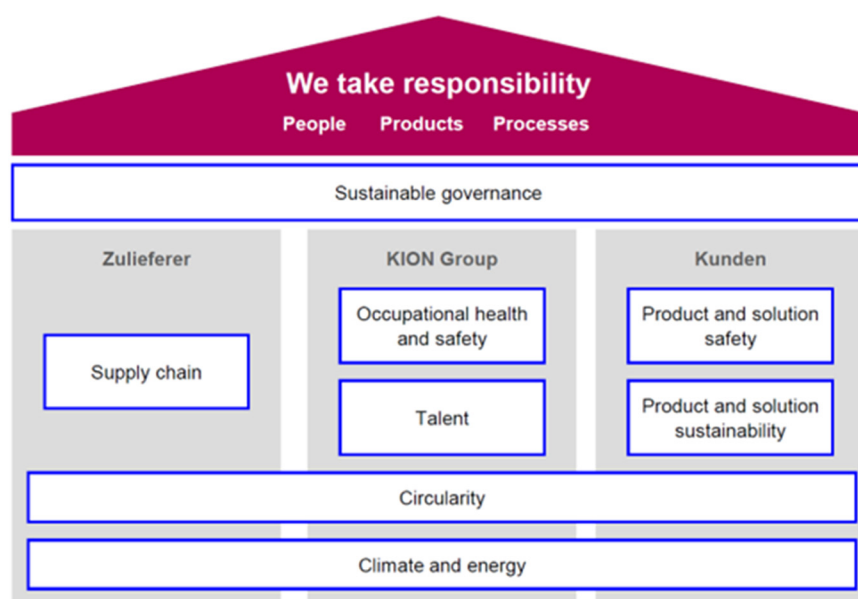 We take responsibility
People Products Processes
Sustainable governance
Zulieferer
KION Group
Kunden
Supply chain
Occupational health
and safety
Talent
Product and solution
safety
Product and solution
sustainability
Circularity
Climate and energy